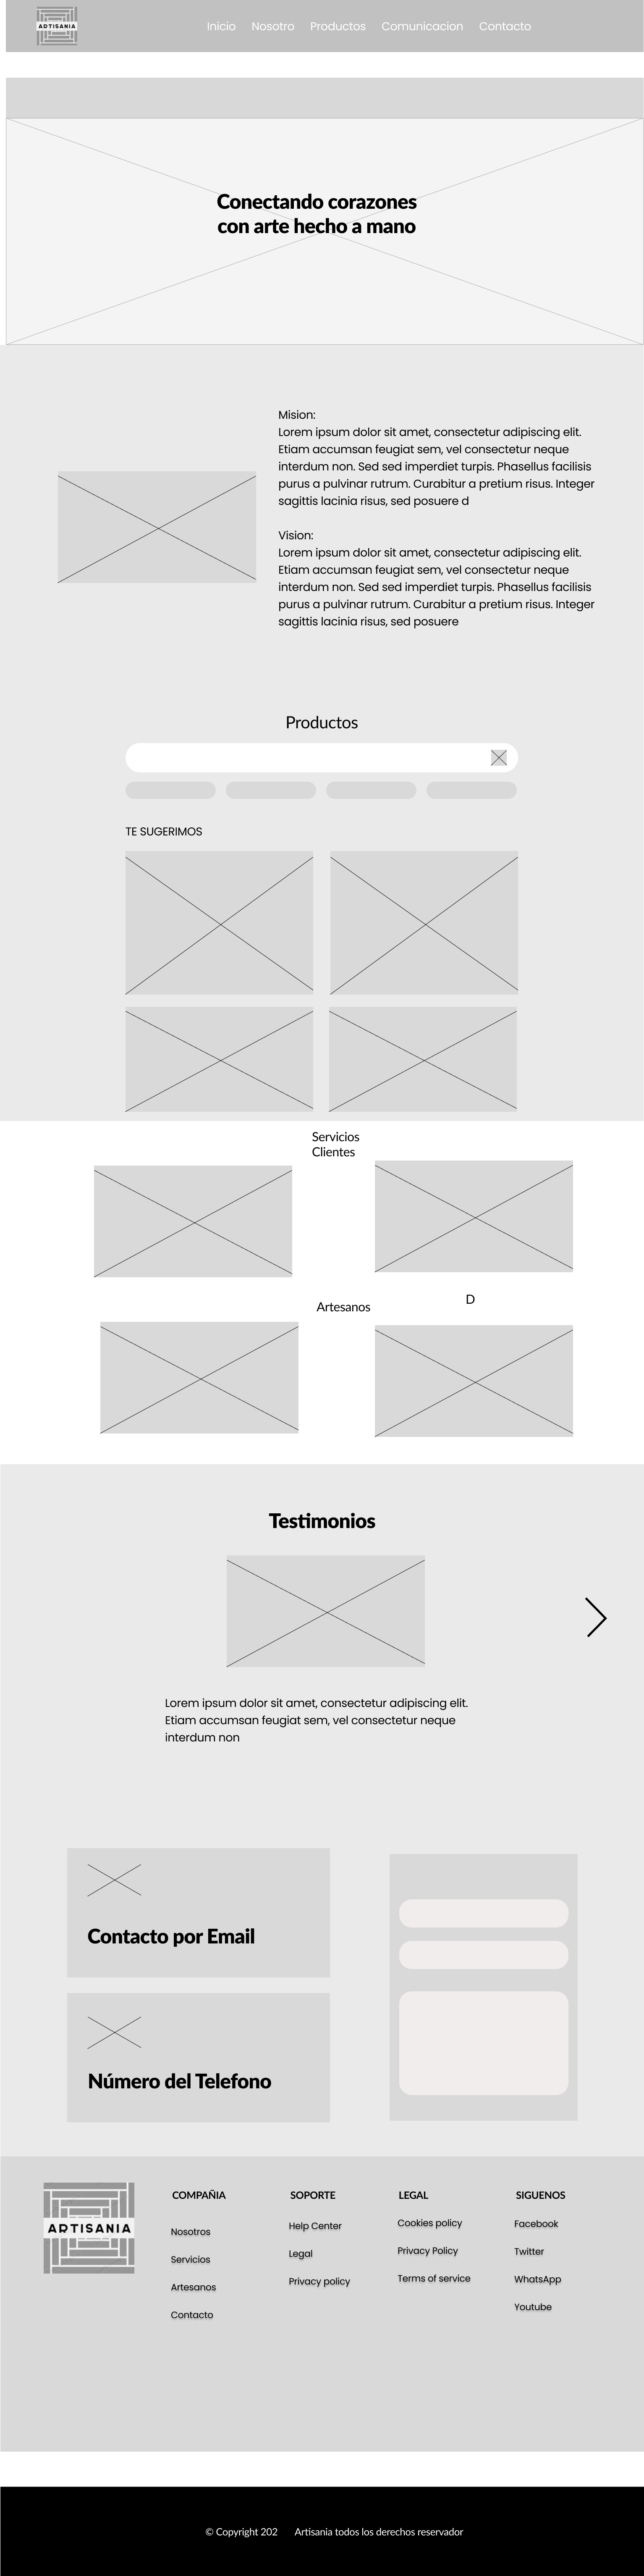 ARTISANIA
Inicio Nosotro Productos Comunicacion Contacto
Conectando corazones
con arte hecho a mano
Mision:
Lorem ipsum dolor sit amet, consectetur adipiscing elit.
Etiam accumsan feugiat sem, vel consectetur neque
interdum non. Sed sed imperdiet turpis. Phasellus facilisis
purus a pulvinar rutrum. Curabitur a pretium risus. Integer
sagittis lacinia risus, sed posuere d
Vision:
Lorem ipsum dolor sit amet, consectetur adipiscing elit.
Etiam accumsan feugiat sem, vel consectetur neque
interdum non. Sed sed imperdiet turpis. Phasellus facilisis
purus a pulvinar rutrum. Curabitur a pretium risus. Integer
sagittis lacinia risus, sed posuere
Productos
TE SUGERIMOS
Servicios
Clientes
D
Artesanos
Testimonios
Lorem ipsum dolor sit amet, consectetur adipiscing elit.
Etiam accumsan feugiat sem, vel consectetur neque
interdum non
Contacto por Email
Número del Telefono
ARTISANIA
COMPAÑIA
Nosotros
Servicios
Artesanos
Contacto
SOPORTE
Help Center
Legal
Privacy policy
LEGAL
Cookies policy
Privacy Policy
Terms of service
SIGUENOS
Facebook
Twitter
WhatsApp
Youtube
© Copyright 202 Artisania todos los derechos reservador